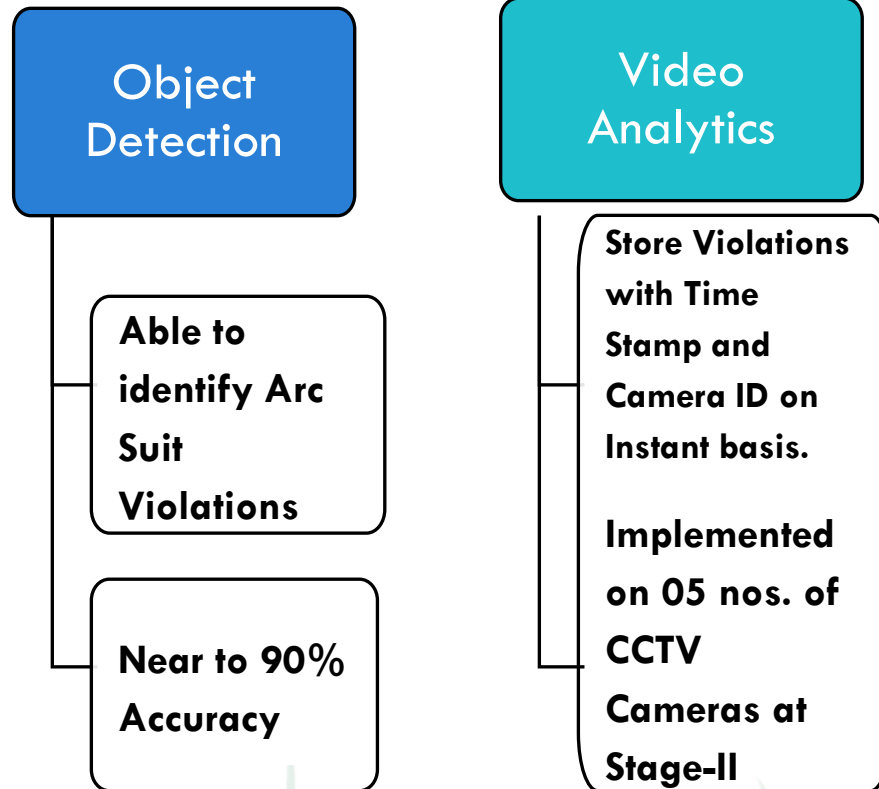 Object
Detection
Able to
identify Arc
Suit
Violations
Near to 90%
Accuracy
Video
Analytics
Store Violations
with Time
Stamp and
Camera ID on
Instant basis.
Implemented
on 05 nos. of
CCTV
Cameras at
Stage-II